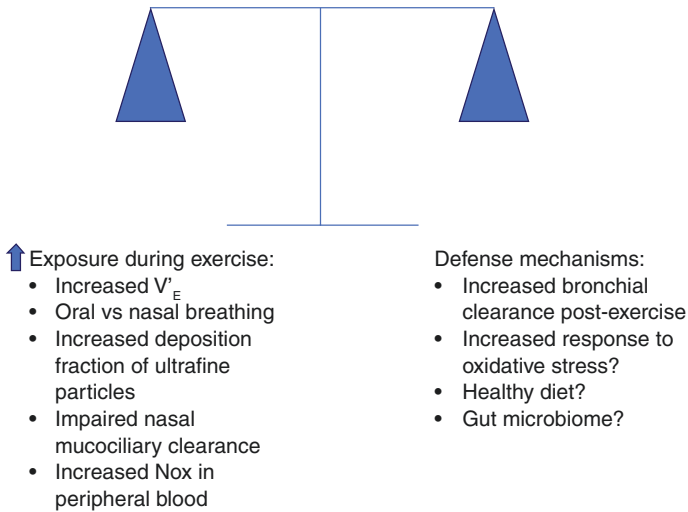 Exposure during exercise:
• Increased V'E
• Oral vs nasal breathing
• Increased deposition
fraction of ultrafine
particles
• Impaired nasal
mucociliary clearance
• Increased Nox in
peripheral blood
Defense mechanisms:
• Increased bronchial
clearance post-exercise
• Increased response to
oxidative stress?
• Healthy diet?
• Gut microbiome?